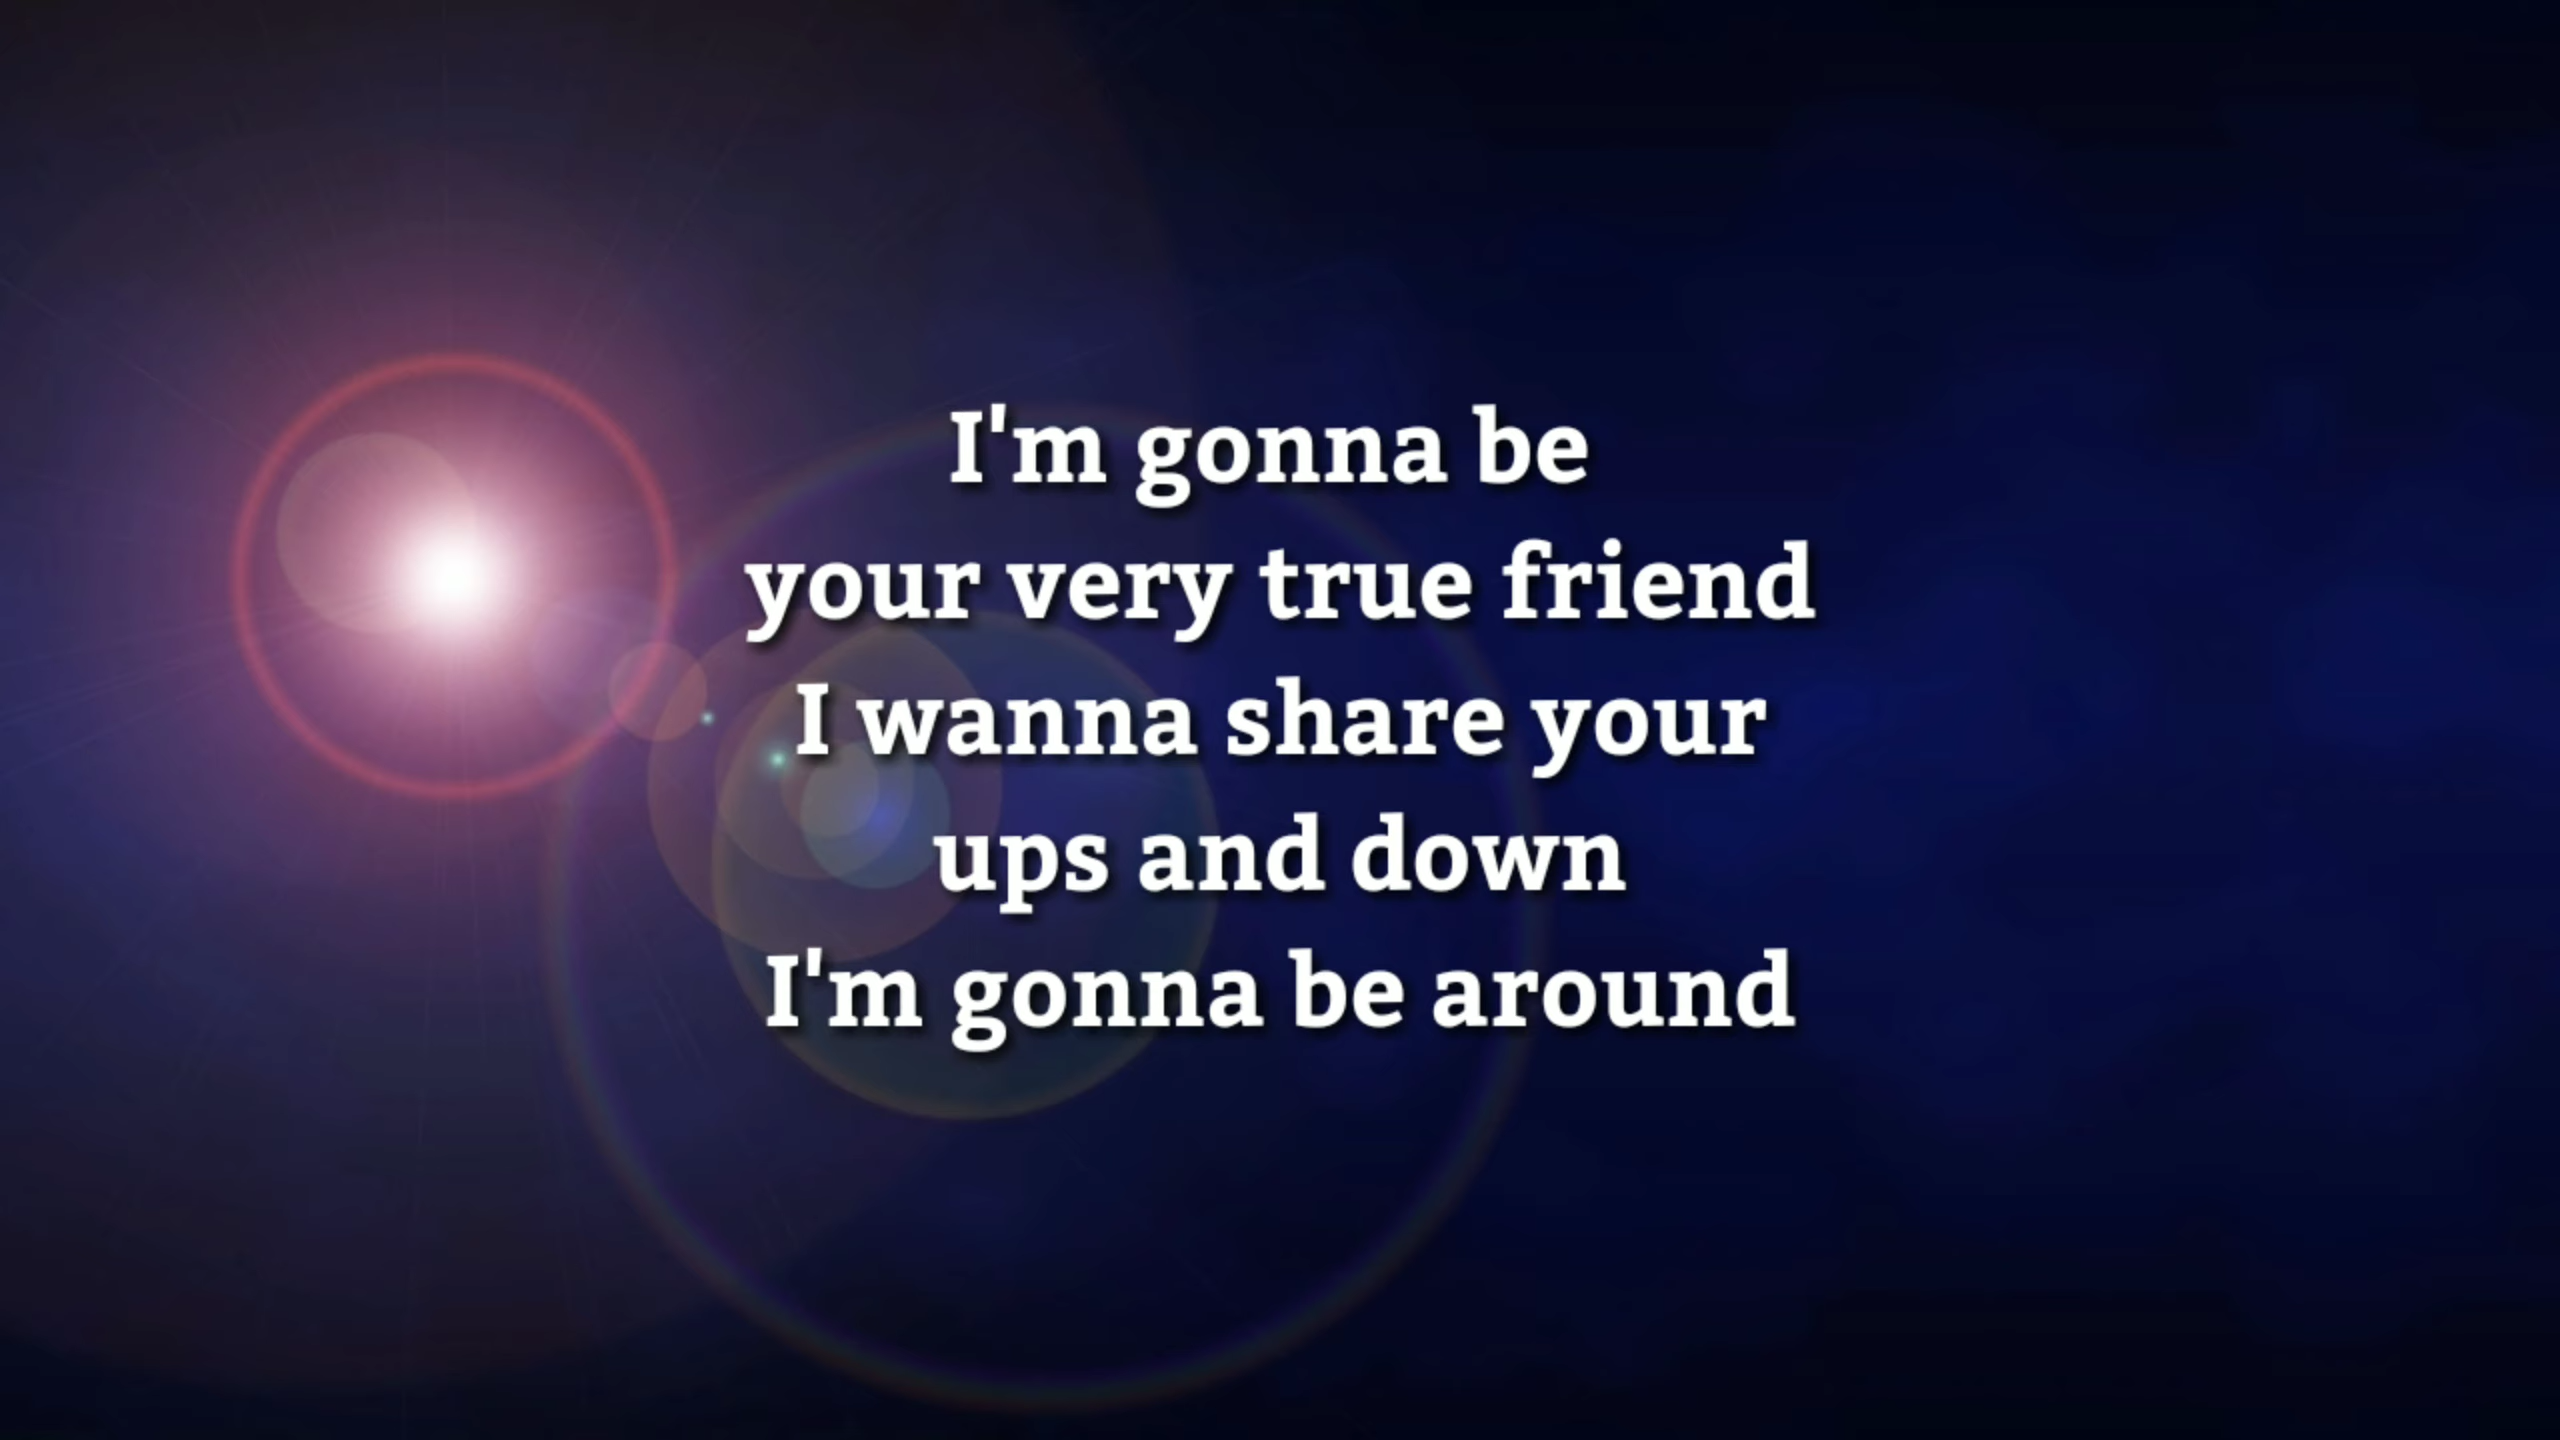 I'm gonna be
your very true friend
I wanna share your
ups and down
I'm gonna be around